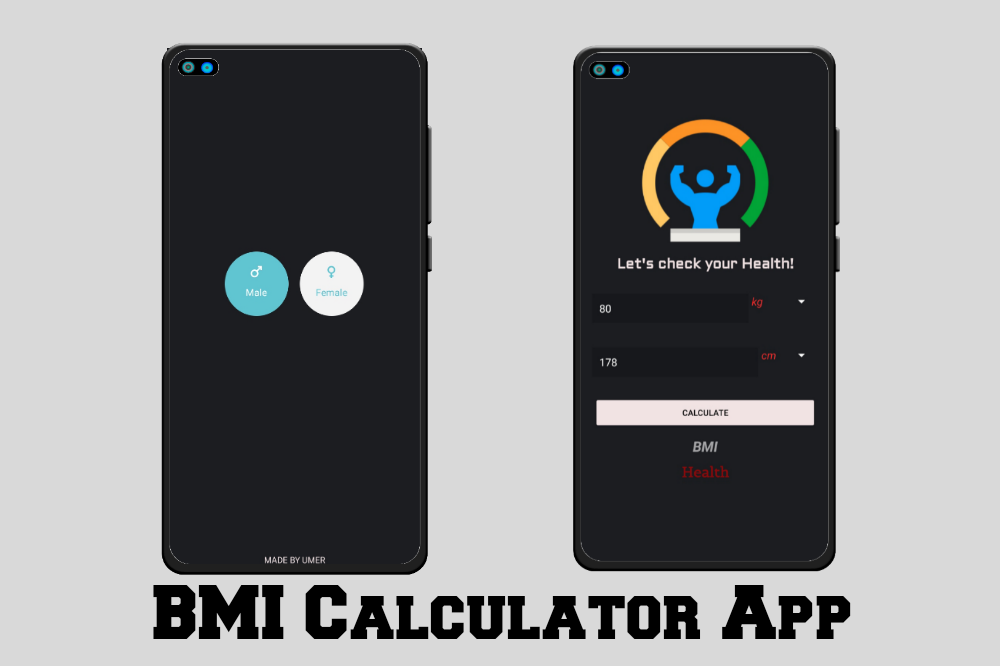 Male
Female
MADE BY UMER
Let's check your Health!
80
kg
178
cm
CALCULATE
BMI
Health
BMI Calculator App